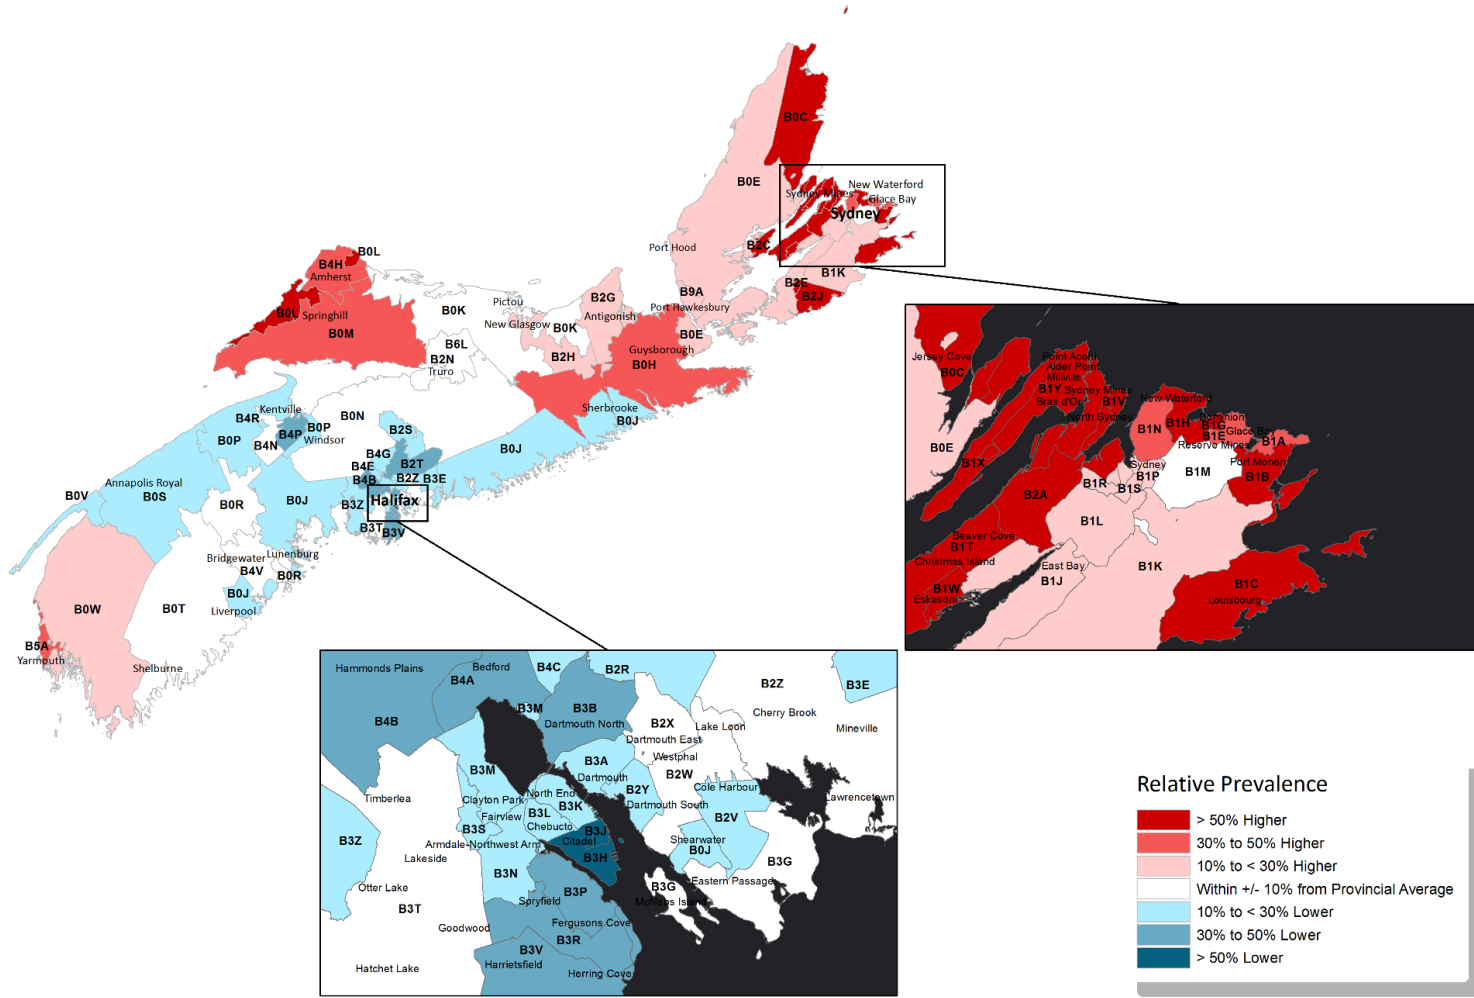 B0C
B0E
New Waterford
Sydney Mines
Glace Bay
Sydney
Port Hood
B2C
B0L
B4H
Amherst
B1K
B2E
B2J
B9A
Port Hawkesbury
B2G
Antigonish
Pictou
New Glasgow
B0K
B0K
B0L
Springhill
B0M
B0E
B6L
B2N
Truro
B2H
Guysborough
B0H
Jersey Cove
B0C
Point Aconi
Alder Point
Millville
B1Y
Sydney Mines
Bras d'Or
B1V
New Waterford
North Sydney
B1N
B1H
Dominion
B1G
B1E
Glace Bay
B1A
Reserve Mines
B0E
B1X
Sydney
B1P
B1M
Port Morien
B1B
B1R
B1S
B2A
B1L
Beaver Cove
B1T
Christmas Island
East Bay
B1J
B1K
B1W
Eskasoni
B1C
Louisbourg
Sherbrooke
B0J
B0J
Kentville
B4R
B0N
B0P
B4P
B0P
Windsor
B4N
B2S
B4G
B4E
B2T
B4B
B2Z
B3E
Annapolis Royal
B0V
B0S
B0R
B0J
Halifax
B3Z
B3T
B3V
Bridgewater
Lunenburg
B4V
B0R
B0J
Liverpool
B0W
B0T
B5A
Yarmouth
Shelburne
Hammonds Plains
Bedford
B4C
B2R
B4A
B2Z
B3E
B3M
B3B
Cherry Brook
B4B
Dartmouth North
B2X
Lake Loon
Mineville
Dartmouth East
Westphal
B3M
B3A
Dartmouth
B2W
Cole Harbour
Timberlea
North End
B2Y
Lawrencetown
Clayton Park
B3K
Dartmouth South
Fairview
B3L
B2V
B3S
Chebucto
B3J
Citadel
Shearwater
B3Z
Armdale-Northwest Arm
B0J
Lakeside
B3H
B3G
B3N
Eastern Passage
Otter Lake
B3P
B3G
Spryfield
McNabs Island
B3T
Goodwood
Fergusons Cove
B3R
B3V
Hatchet Lake
Harrietsfield
Herring Cove
Relative Prevalence
> 50% Higher
30% to 50% Higher
10% to < 30% Higher
Within +/- 10% from Provincial Average
10% to < 30% Lower
30% to 50% Lower
> 50% Lower